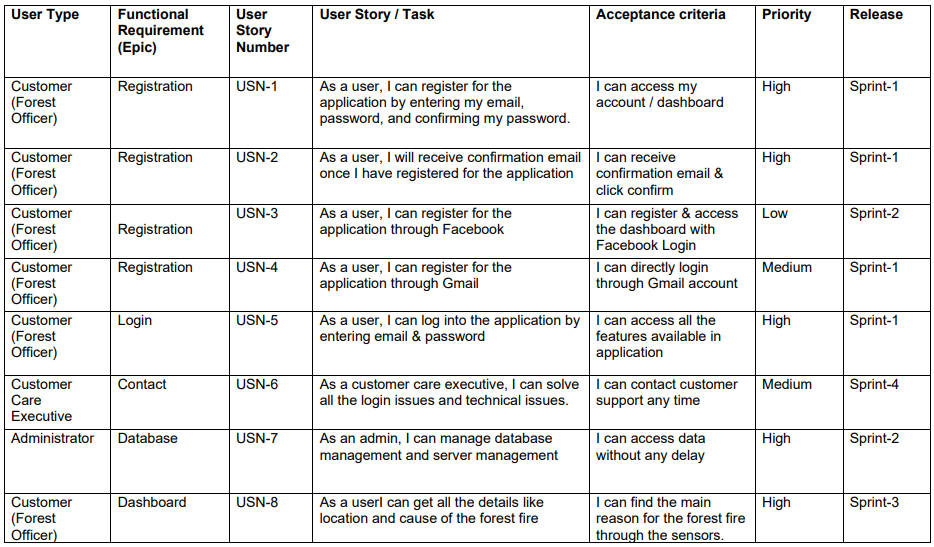 User Type
Functional
Requirement
(Epic)
User
Story
Number
User Story / Task
Acceptance criteria
Priority
Release
Customer
(Forest
Officer)
Registration
USN-1
As a user, I can register for the
application by entering my email,
password, and confirming my password.
I can access my
account / dashboard
High
Sprint-1
Customer
(Forest
Officer)
Registration
USN-2
As a user, I will receive confirmation email
once I have registered for the application
I can receive
confirmation email &
click confirm
High
Sprint-1
Customer
(Forest
Officer)
Registration
USN-3
As a user, I can register for the
application through Facebook
I can register & access
the dashboard with
Facebook Login
Low
Sprint-2
Customer
(Forest
Officer)
Registration
USN-4
As a user, I can register for the
application through Gmail
I can directly login
through Gmail account
Medium
Sprint-1
Customer
(Forest
Officer)
Login
USN-5
As a user, I can log into the application by
entering email & password
I can access all the
features available in
application
High
Sprint-1
Customer
Care
Executive
Contact
USN-6
As a customer care executive, I can solve
all the login issues and technical issues.
I can contact customer
support any time
Medium
Sprint-4
Administrator
Database
USN-7
As an admin, I can manage database
management and server management
I can access data
without any delay
High
Sprint-2
Customer
(Forest
Officer)
Dashboard
USN-8
As a userI can get all the details like
location and cause of the forest fire
I can find the main
reason for the forest fire
through the sensors.
High
Sprint-3